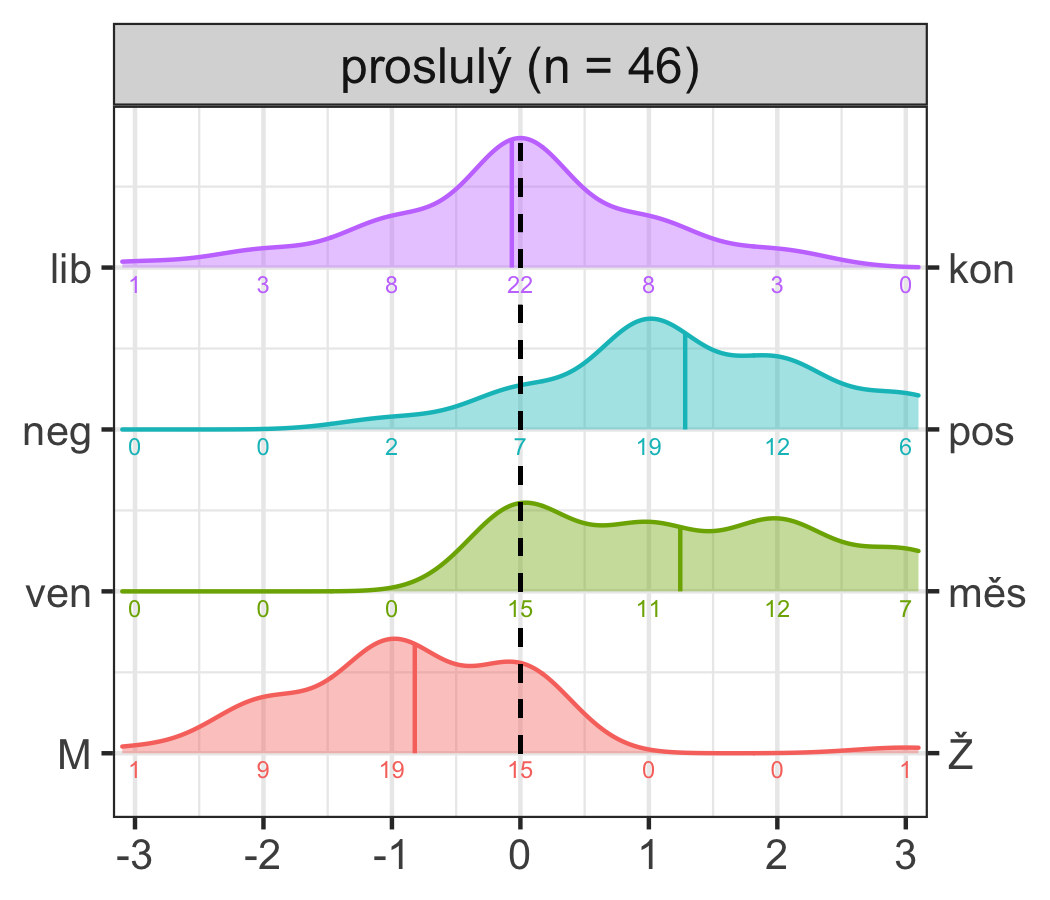 proslulý (n = 46)
lib kon
1 3 8 22 8 3 0
neg pos
0 0 2 7 19 12 6
ven měs
0 0 0 15 11 12 7
M Ž
1 9 19 15 0 0 1
-3 -2 -1 0 1 2 3